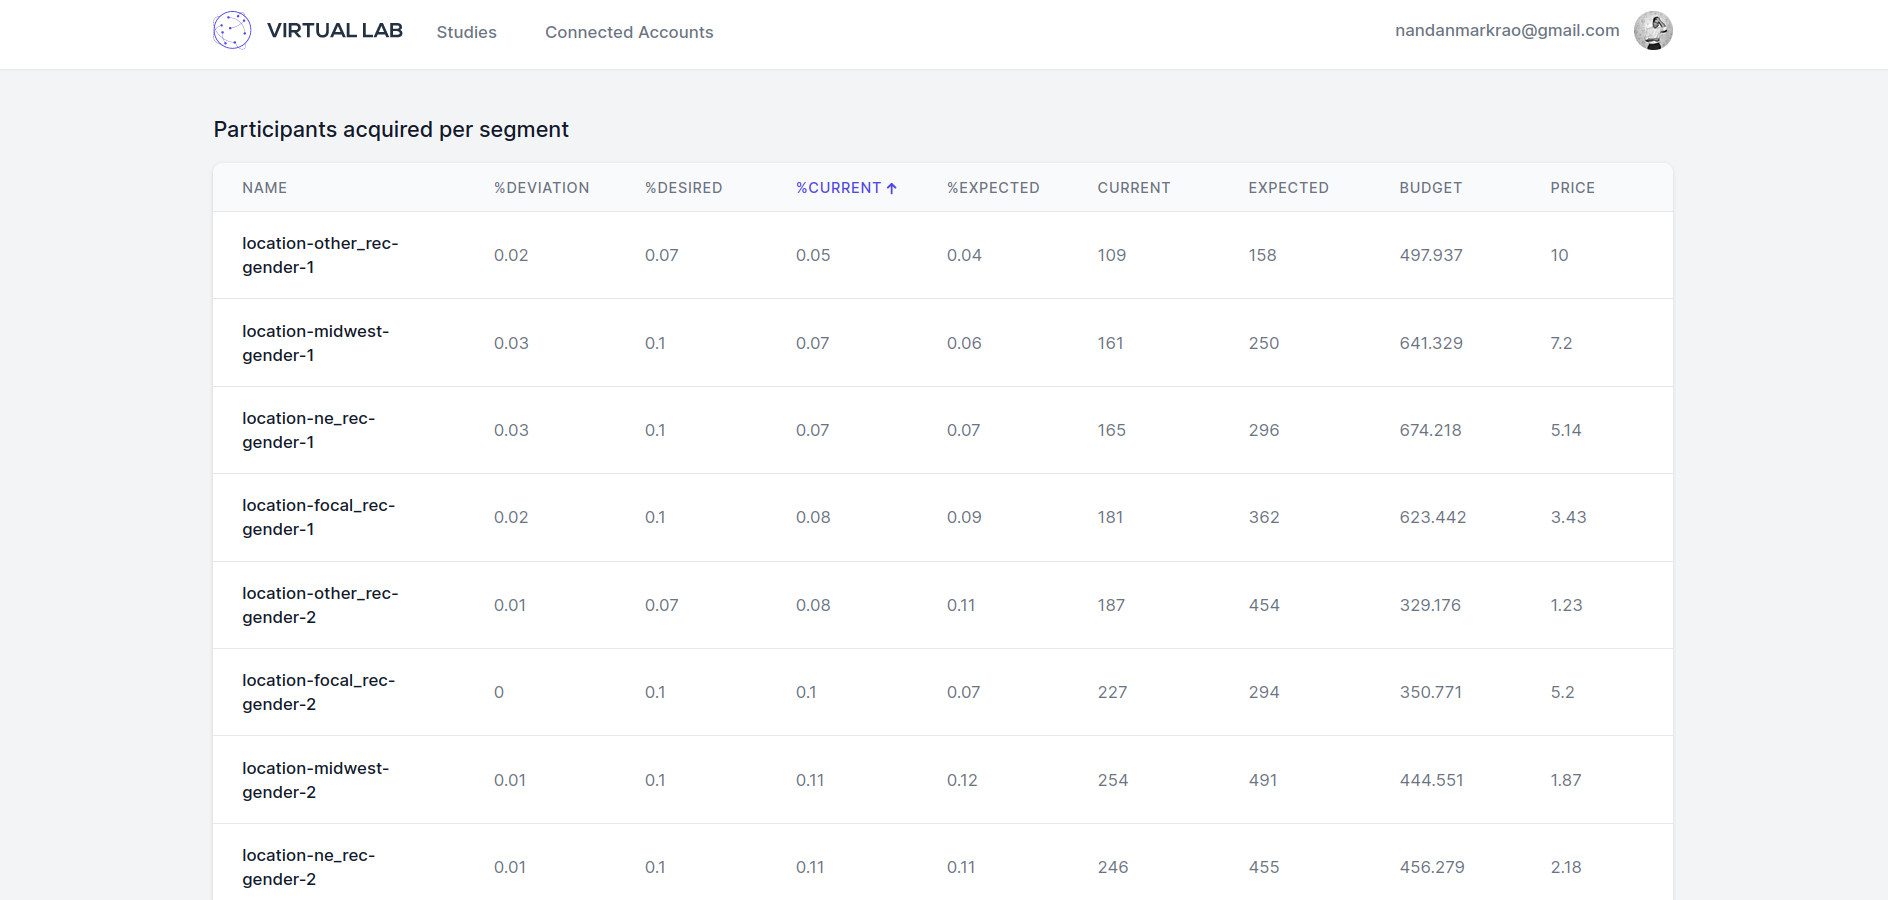 VIRTUAL LAB Studies Connected Accounts nandanmarkrao@gmail.com
Participants acquired per segment
NAME %DEVIATION %DESIRED %CURRENT ↑ %EXPECTED CURRENT EXPECTED BUDGET PRICE
location-other_rec-
gender-1 0.02 0.07 0.05 0.04 109 158 497.937 10
location-midwest-
gender-1 0.03 0.1 0.07 0.06 161 250 641.329 7.2
location-ne_rec-
gender-1 0.03 0.1 0.07 0.07 165 296 674.218 5.14
location-focal_rec-
gender-1 0.02 0.1 0.08 0.09 181 362 623.442 3.43
location-other_rec-
gender-2 0.01 0.07 0.08 0.11 187 454 329.176 1.23
location-focal_rec-
gender-2 0 0.1 0.1 0.07 227 294 350.771 5.2
location-midwest-
gender-2 0.01 0.1 0.11 0.12 254 491 444.551 1.87
location-ne_rec-
gender-2 0.01 0.1 0.11 0.11 246 455 456.279 2.18